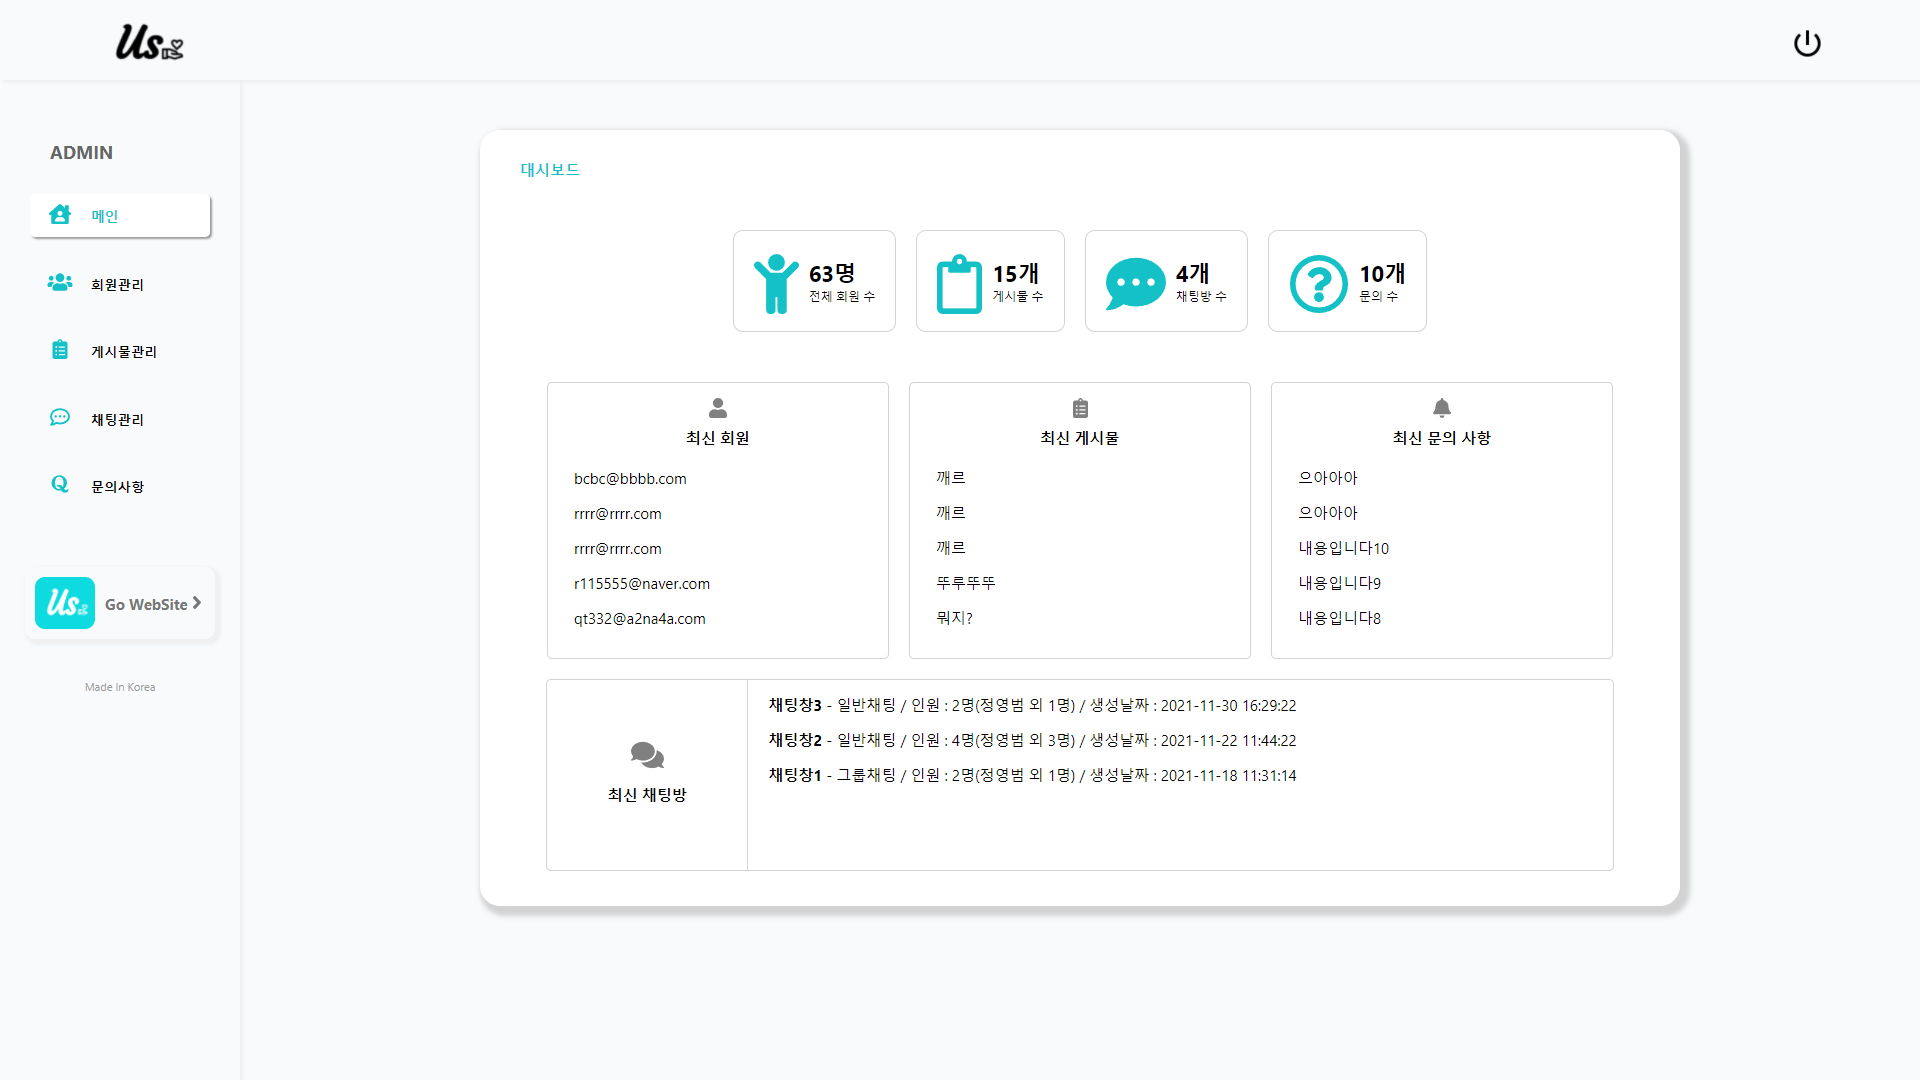 Us
ADMIN
메인
회원관리
게시물관리
채팅관리
Q 문의사항
Us Go WebSite
Made In Korea
대시보드
63명
전체 회원 수
15개
게시물 수
4개
채팅방 수
10개
문의 수
최신 회원
bcbc@bbbb.com
rrrr@rrrr.com
rrrr@rrrr.com
r115555@naver.com
qt332@a2na4a.com
최신 게시물
깨르
깨르
깨르
뚜루뚜뚜
뭐지?
최신 문의 사항
으아아아
으아아아
내용입니다10
내용입니다9
내용입니다8
최신 채팅방
채팅창3 - 일반채팅 / 인원 : 2명(정영범 외 1명) / 생성날짜 : 2021-11-30 16:29:22
채팅창2 - 일반채팅 / 인원 : 4명(정영범 외 3명) / 생성날짜 : 2021-11-22 11:44:22
채팅창1 - 그룹채팅 / 인원 : 2명(정영범 외 1명) / 생성날짜 : 2021-11-18 11:31:14